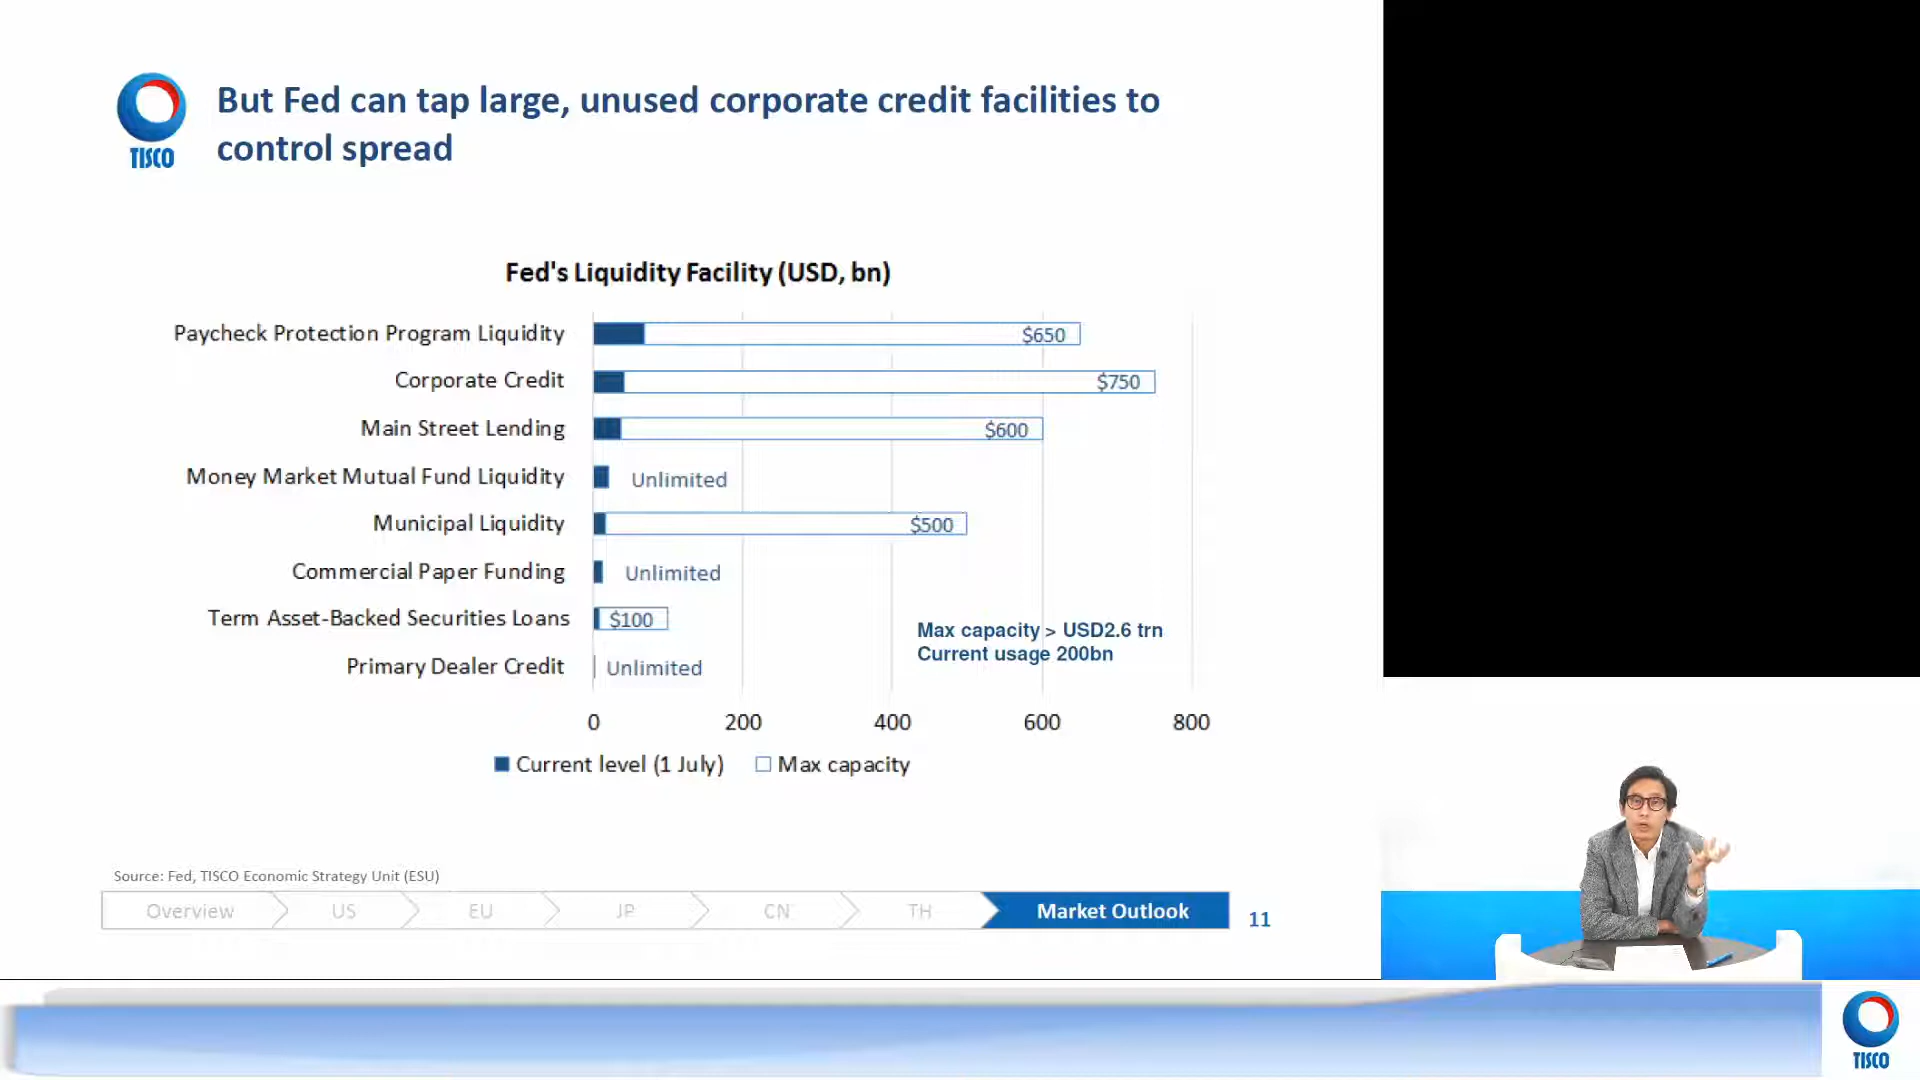 But Fed can tap large, unused corporate credit facilities to
control spread
TISCO
Fed's Liquidity Facility (USD, bn)
Paycheck Protection Program Liquidity
$650
Corporate Credit
$750
Main Street Lending
$600
Money Market Mutual Fund Liquidity
Unlimited
Municipal Liquidity
$500
Commercial Paper Funding
Unlimited
Term Asset-Backed Securities Loans
$100
Primary Dealer Credit
Unlimited
Max capacity > USD2.6 trn
Current usage 200bn
0 200 400 600 800
Current level (1 July) Max capacity
Source: Fed, TISCO Economic Strategy Unit (ESU)
Overview US EU JP CN TH Market Outlook 11
TISCO